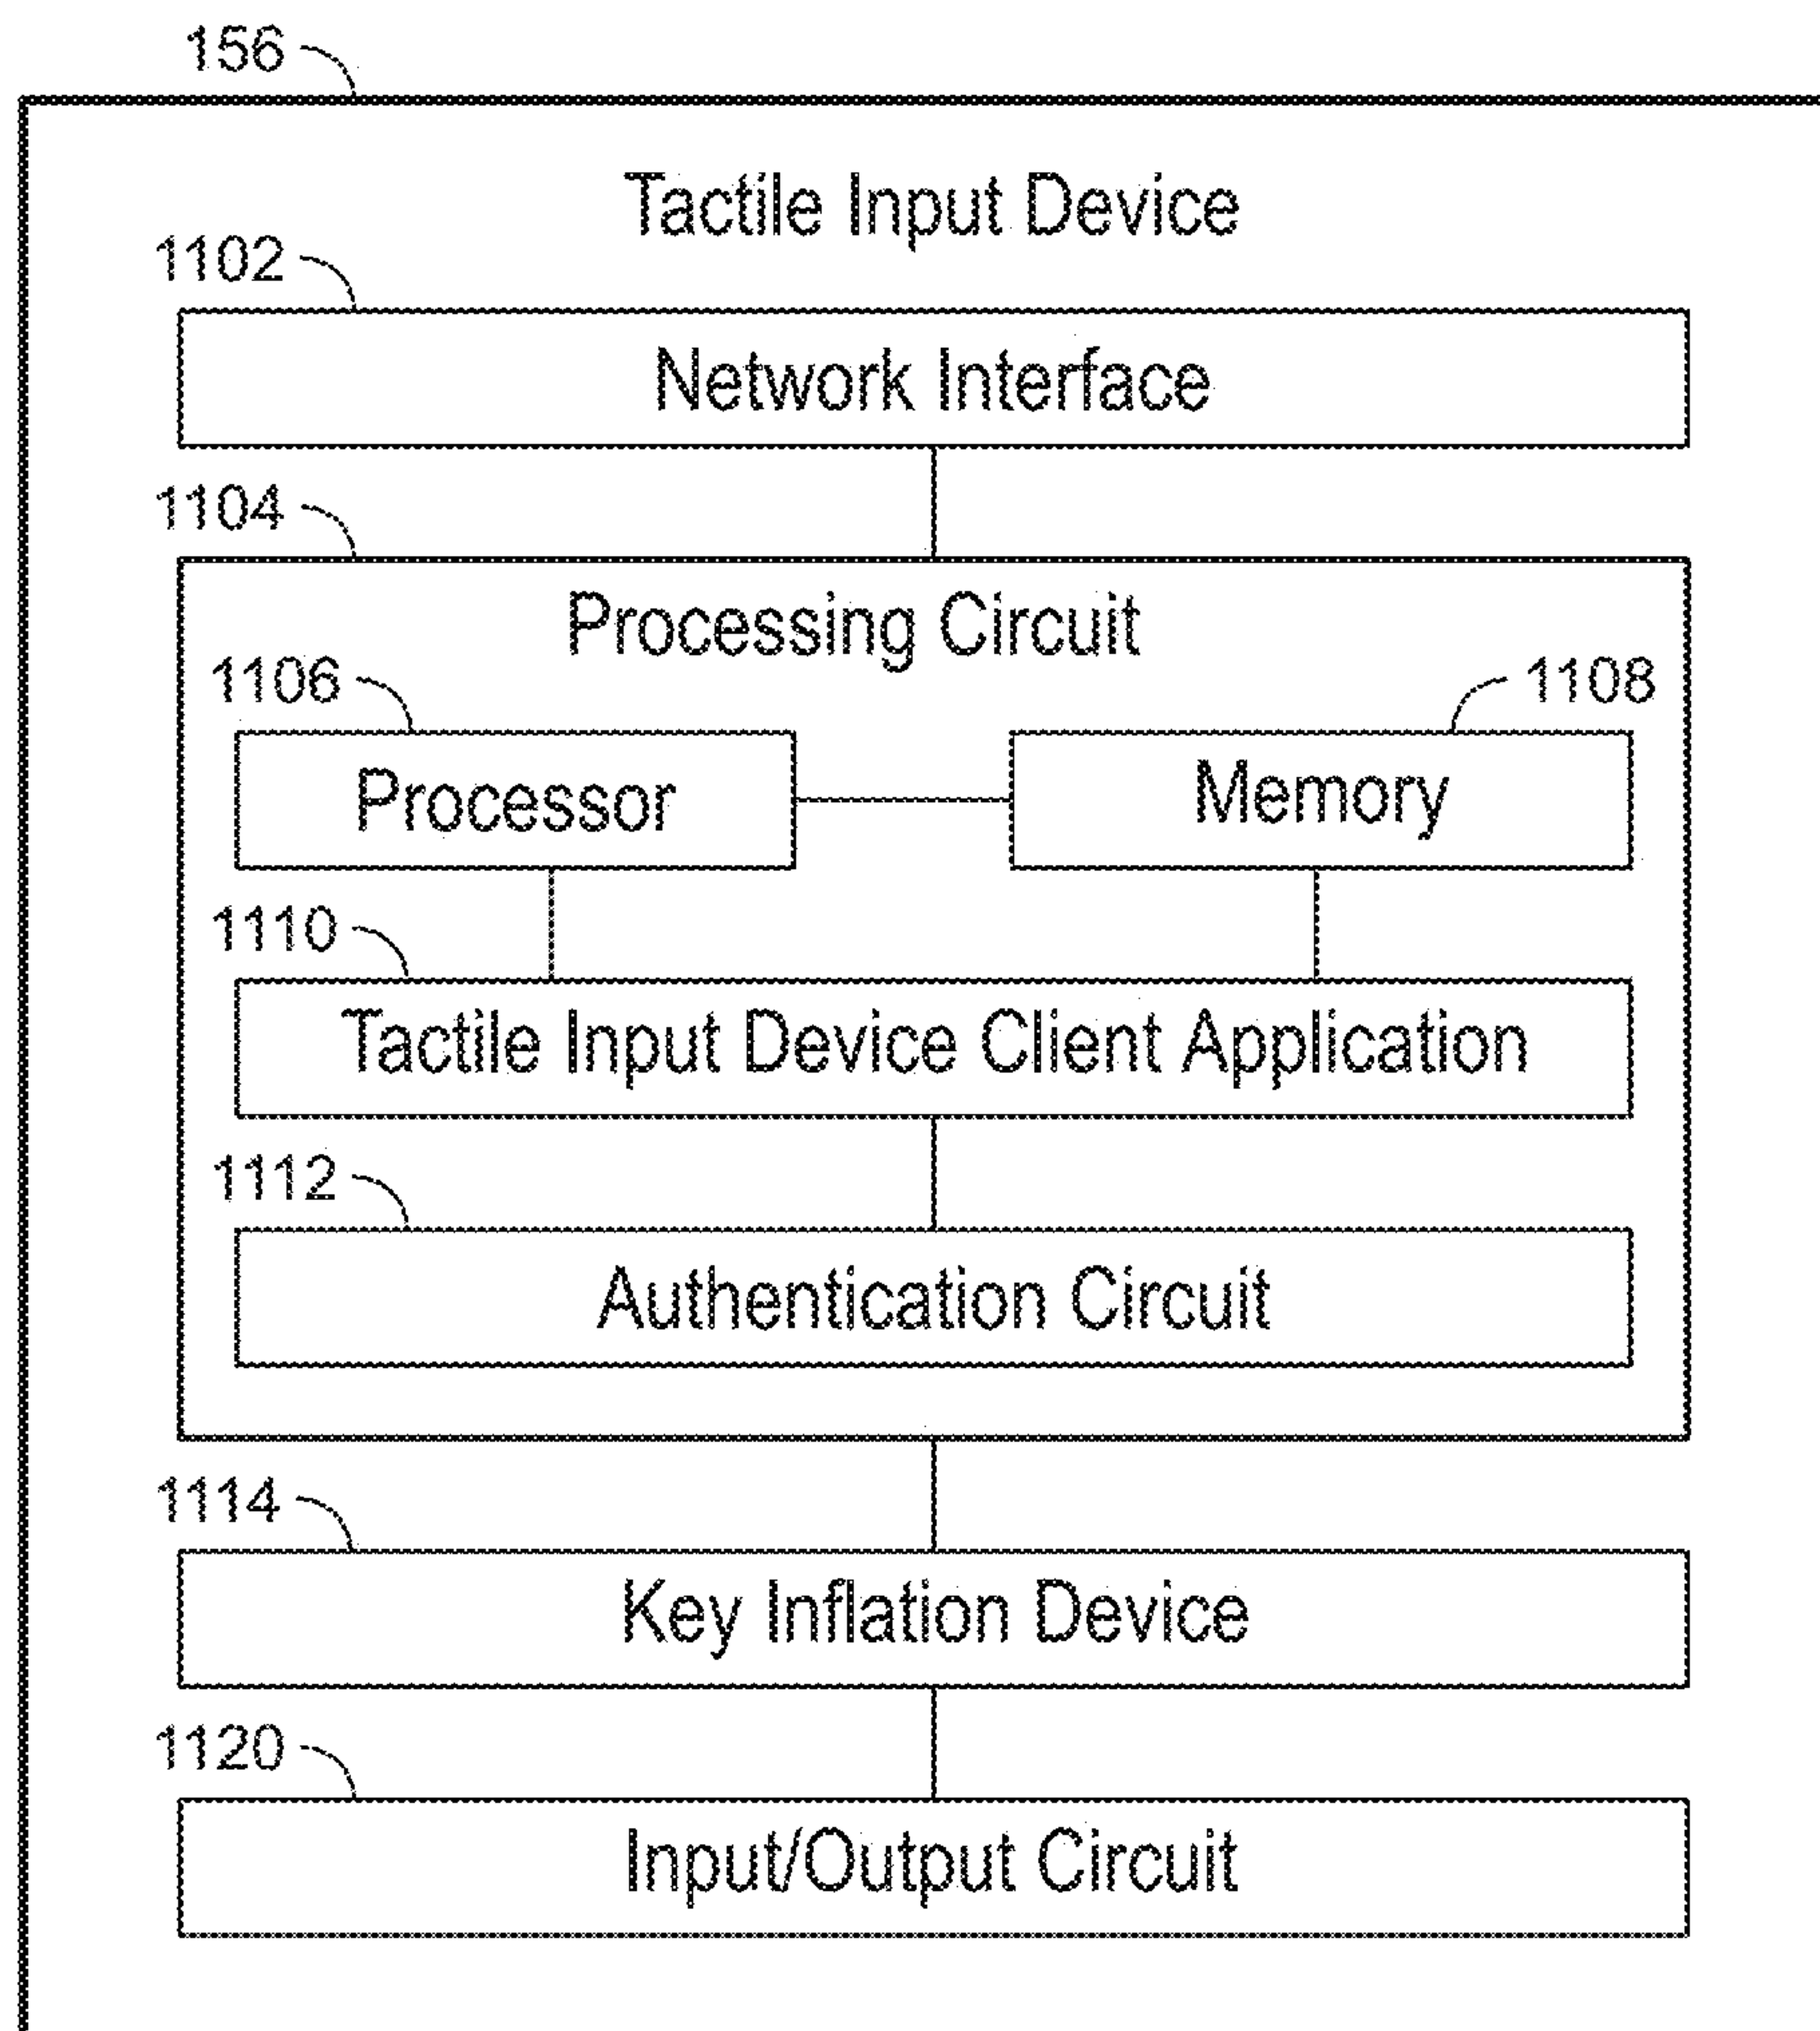 156
Tactile Input Device
1102
Network Interface
1104
Processing Circuit
1106
1108
Processor
Memory
1110
Tactile Input Device Client Application
1112
Authentication Circuit
1114
Key Inflation Device
1120
Input/Output Circuit